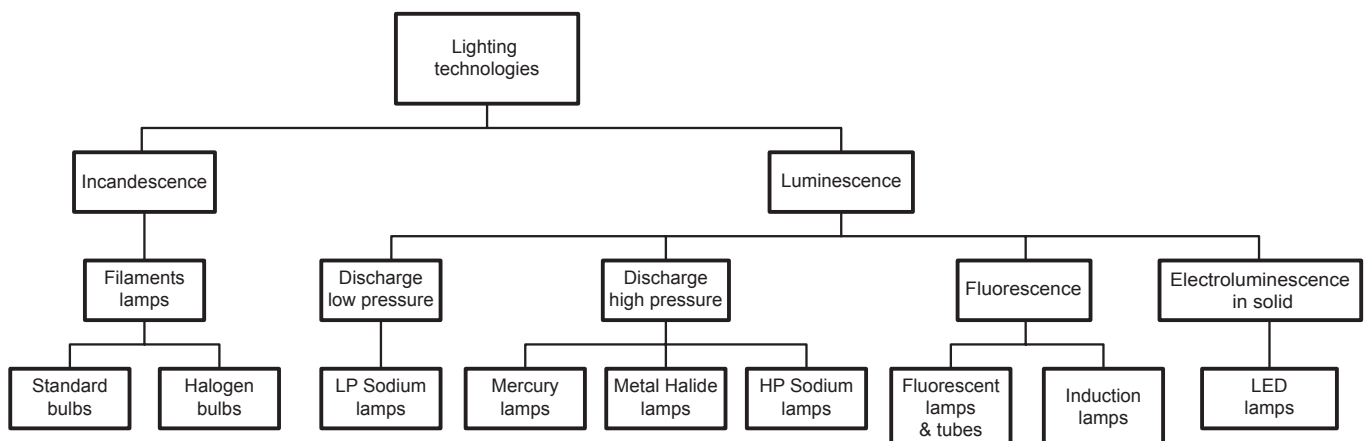 Lighting
technologies
Incandescence
Luminescence
Filaments
lamps
Discharge
low pressure
Discharge
high pressure
Fluorescence
Electroluminescence
in solid
Standard
bulbs
Halogen
bulbs
LP Sodium
lamps
Mercury
lamps
Metal Halide
lamps
HP Sodium
lamps
Fluorescent
lamps
& tubes
Induction
lamps
LED
lamps